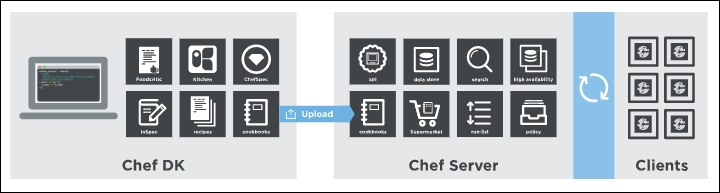 Foodcritic Kitchen ChefSpec
InSpec recipes cookbooks
Upload
api data store search high availability
cookbooks Supermarket run-list policy
Chef DK
Chef Server
Clients